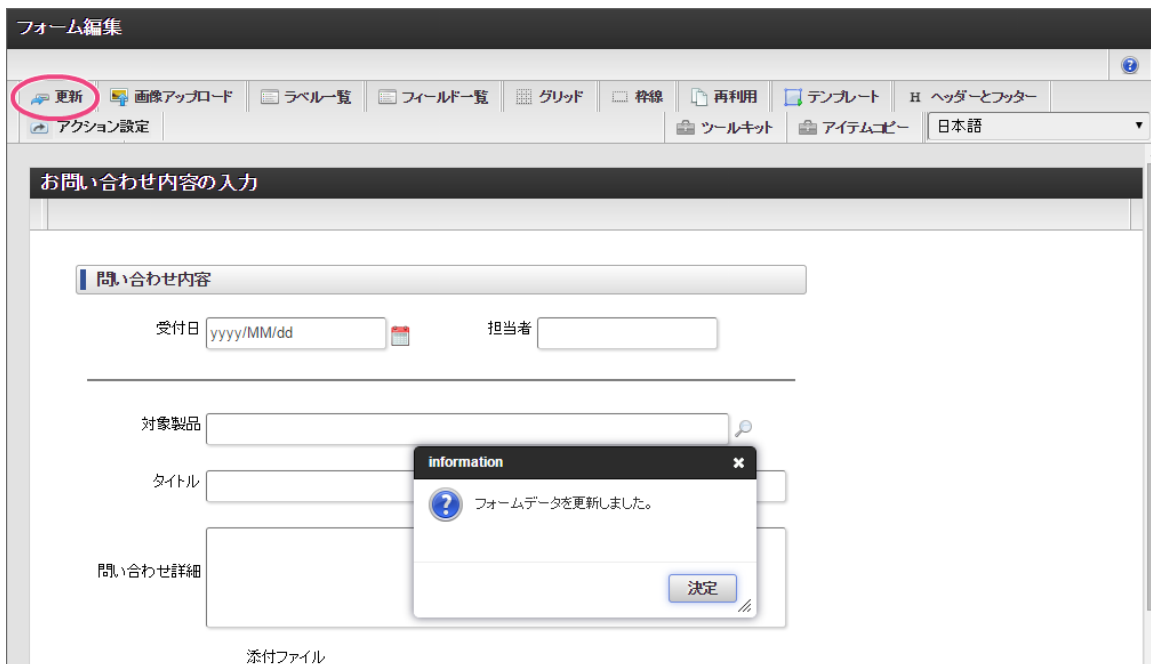 フォーム編集
更新 画像アップロード ラベル一覧 フィールド一覧 グリッド 枠線 再利用 テンプレート H ヘッダーとフッター
アクション設定 ツールキット アイテムコピー 日本語
お問い合わせ内容の入力
問い合わせ内容
受付日 yyyy/MM/dd 担当者
対象製品
information
タイトル
フォームデータを更新しました。
問い合わせ詳細
決定
添付ファイル